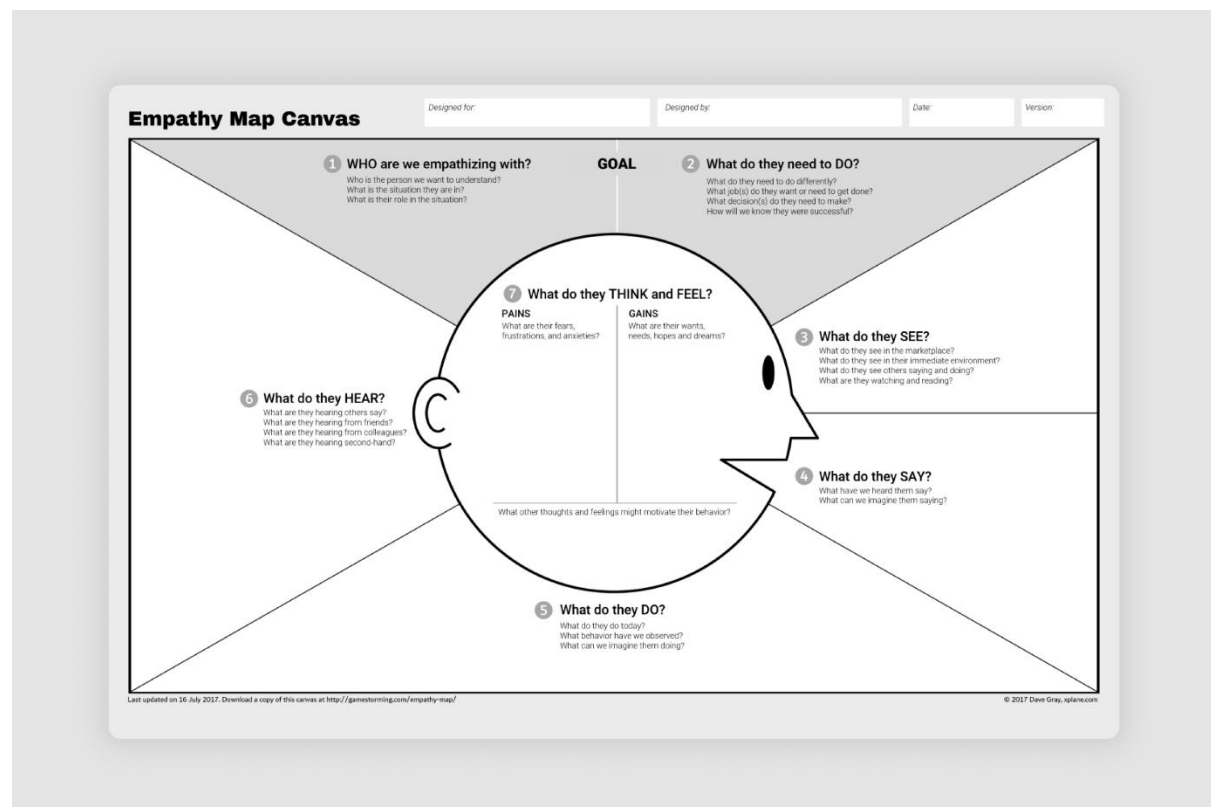 Empathy Map Canvas
Designed for:
Designed by:
Date:
Version:
1 WHO are we empathizing with?
Who is the person we want to understand?
What is the situation they are in?
What is their role in the situation?
GOAL
2 What do they need to DO?
What do they need to do differently?
What job(s) do they want or need to get done?
What decision(s) do they need to make?
How will we know they were successful?
3 What do they SEE?
What do they see in the marketplace?
What do they see in their immediate environment?
What do they see others saying and doing?
What are they watching and reading?
4 What do they SAY?
What have we heard them say?
What can we imagine them saying?
5 What do they DO?
What do they do today?
What behavior have we observed?
What can we imagine them doing?
6 What do they HEAR?
What are they hearing others say?
What are they hearing from friends?
What are they hearing from colleagues?
What are they hearing second-hand?
7 What do they THINK and FEEL?
PAINS
What are their fears,
frustrations, and anxieties?
GAINS
What are their wants,
needs, hopes and dreams?
What other thoughts and feelings might motivate their behavior?
Last updated on 16 July 2017. Download a copy of this canvas at http://gamestorming.com/empathy-map/
© 2017 Dave Gray, xplane.com